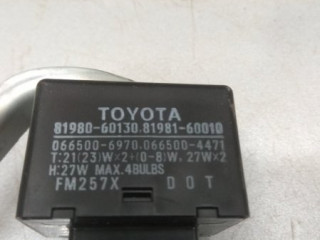 TOYOTA
81980-60130.81981-60010
066500-6970.066500-4471
T:21(23)W×2+(0-8)W, 27W×2
H:27W MAX.4BULBS
FM257X DOT